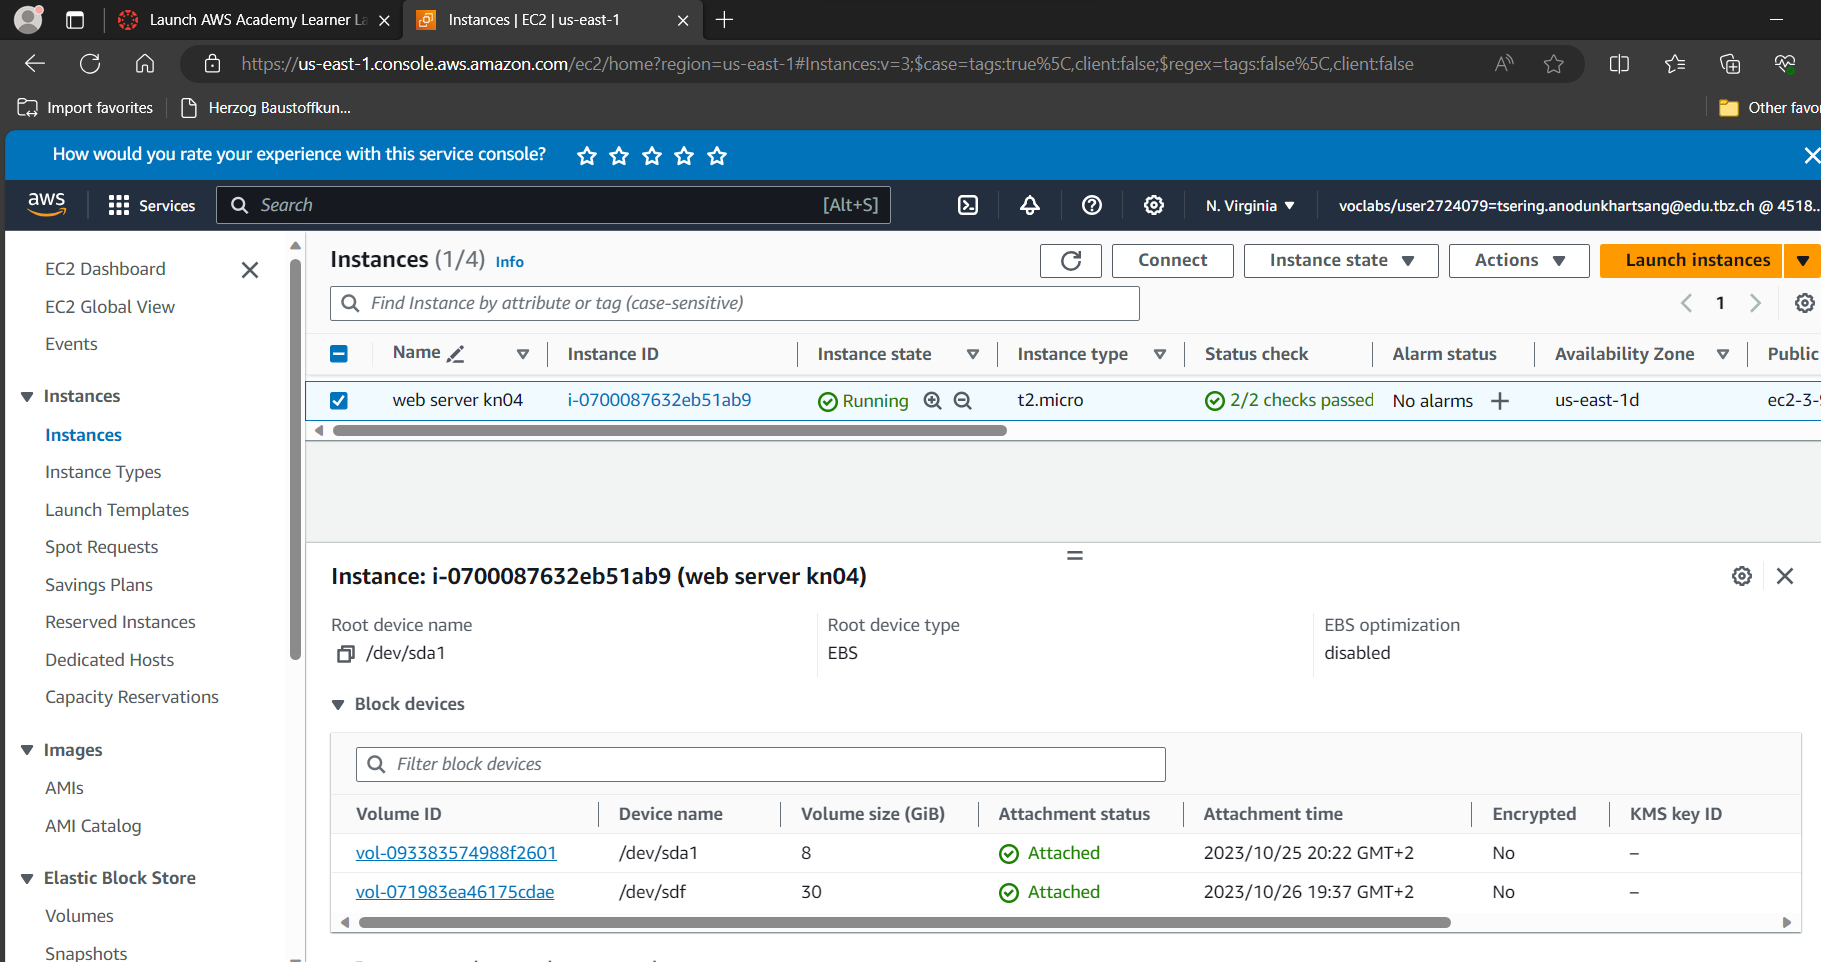 Launch AWS Academy Learner La
Instances | EC2 | us-east-1
https://us-east-1.console.aws.amazon.com/ec2/home?region=us-east-1#Instances:v=3;$case=tags:true%5C,client:false;$regex=tags:false%5C,client:false
Import favorites
Herzog Baustoffkun...
Other favo
How would you rate your experience with this service console?
aws
Services
Search
[Alt+S]
N. Virginia
voclabs/user2724079=tsering.anodunkhartsang@edu.tbz.ch @ 4518...
EC2 Dashboard
EC2 Global View
Events
Instances
Instances
Instance Types
Launch Templates
Spot Requests
Savings Plans
Reserved Instances
Dedicated Hosts
Capacity Reservations
Images
AMIs
AMI Catalog
Elastic Block Store
Volumes
Snapshots
Instances (1/4) Info
Connect
Instance state
Actions
Launch instances
Find Instance by attribute or tag (case-sensitive)
1
Name Instance ID Instance state Instance type Status check Alarm status Availability Zone Public
web server kn04 i-0700087632eb51ab9 Running t2.micro 2/2 checks passed No alarms us-east-1d ec2-3-
Instance: i-0700087632eb51ab9 (web server kn04)
Root device name Root device type EBS optimization
/dev/sda1 EBS disabled
Block devices
Filter block devices
Volume ID Device name Volume size (GiB) Attachment status Attachment time Encrypted KMS key ID
vol-093383574988f2601 /dev/sda1 8 Attached 2023/10/25 20:22 GMT+2 No –
vol-071983ea46175cdae /dev/sdf 30 Attached 2023/10/26 19:37 GMT+2 No –